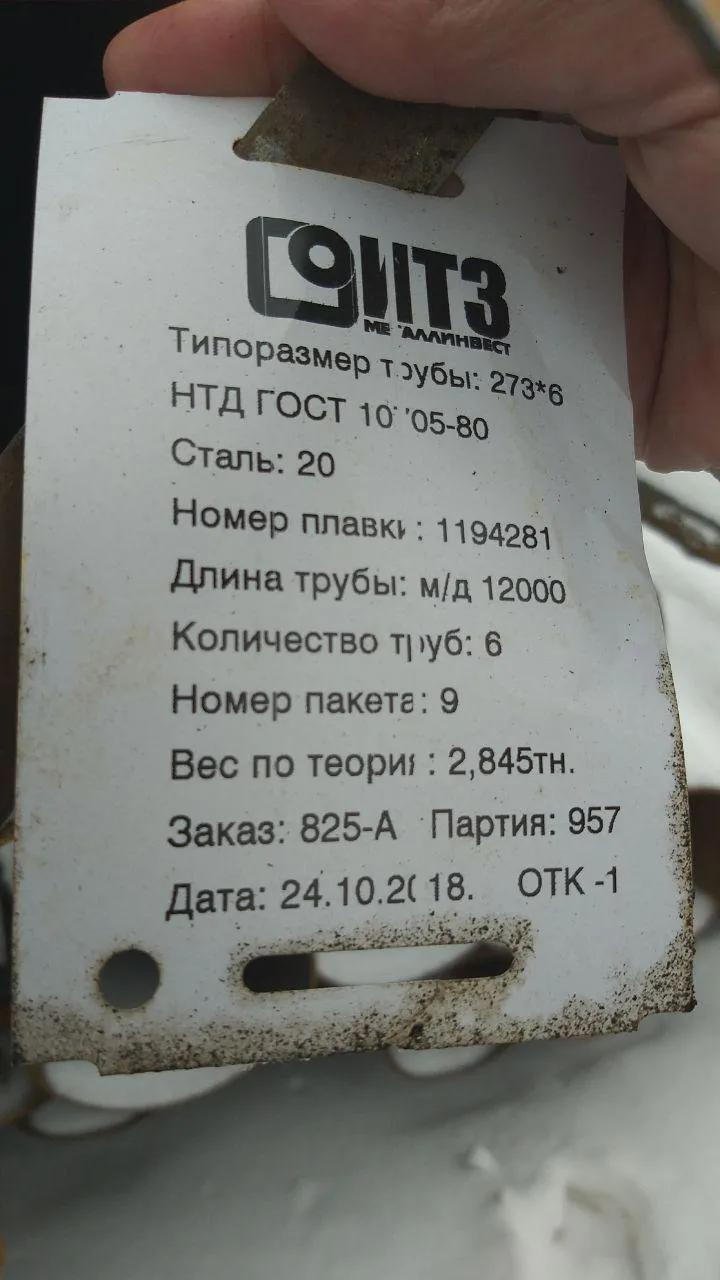 ИТЗ
МЕТАЛЛИНВЕСТ
Типоразмер трубы: 273*6
НТД ГОСТ 10705-80
Сталь: 20
Номер плавки: 1194281
Длина трубы: м/д 12000
Количество труб: 6
Номер пакета: 9
Вес по теории: 2,845тн.
Заказ: 825-А Партия: 957
Дата: 24.10.2018. ОТК -1